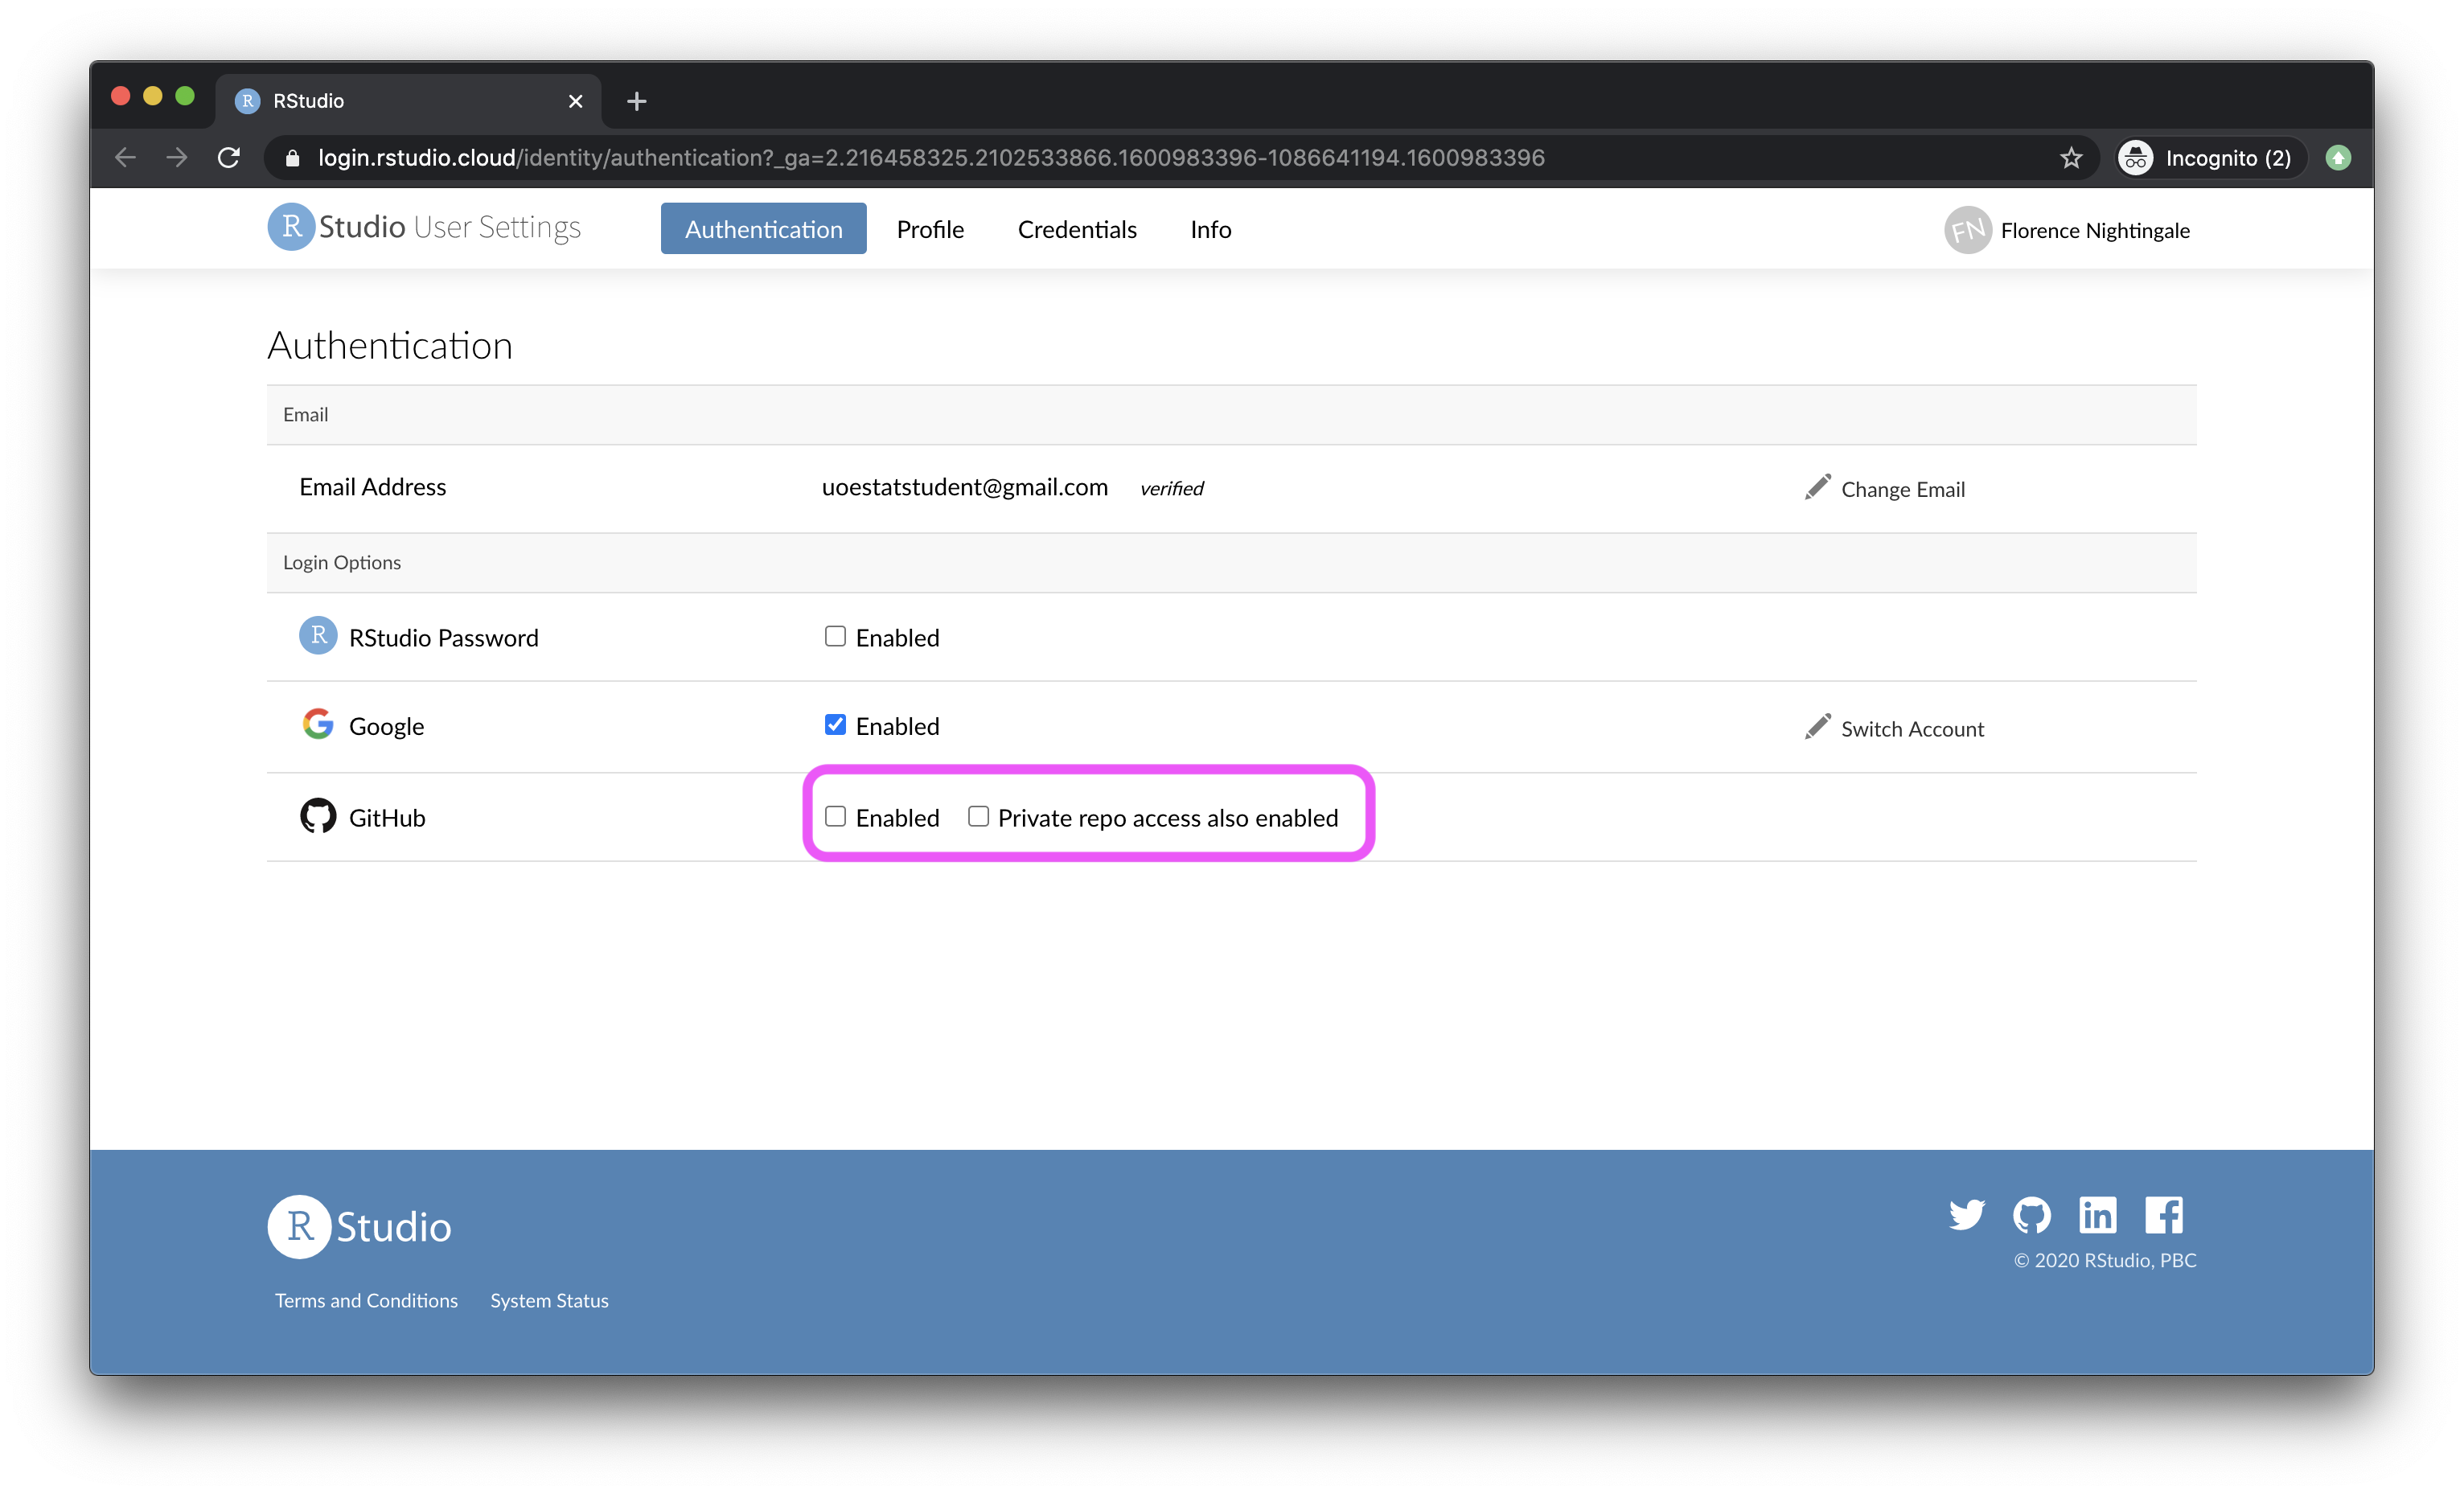 RStudio
login.rstudio.cloud/identity/authentication?_ga=2.216458325.2102533866.1600983396-1086641194.1600983396
Incognito (2)
R Studio User Settings
Authentication
Profile
Credentials
Info
FN
Florence Nightingale
Authentication
Email
Email Address
uoestatstudent@gmail.com
verified
Change Email
Login Options
R
RStudio Password
Enabled
Google
Enabled
Switch Account
GitHub
Enabled
Private repo access also enabled
R Studio
© 2020 RStudio, PBC
Terms and Conditions
System Status